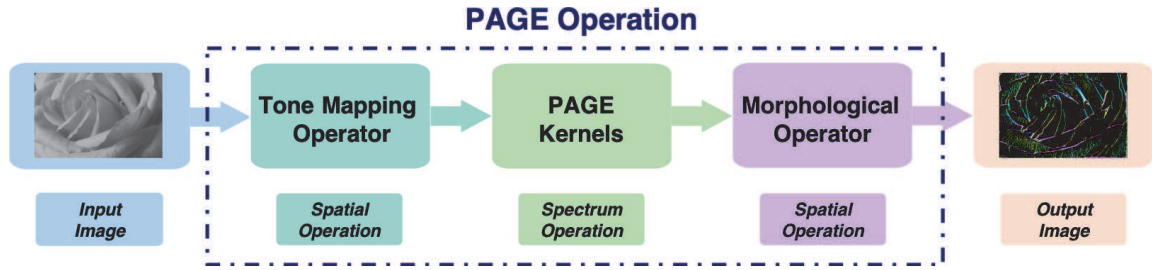 PAGE Operation
Tone Mapping
Operator
PAGE
Kernels
Morphological
Operator
Input
Image
Spatial
Operation
Spectrum
Operation
Spatial
Operation
Output
Image